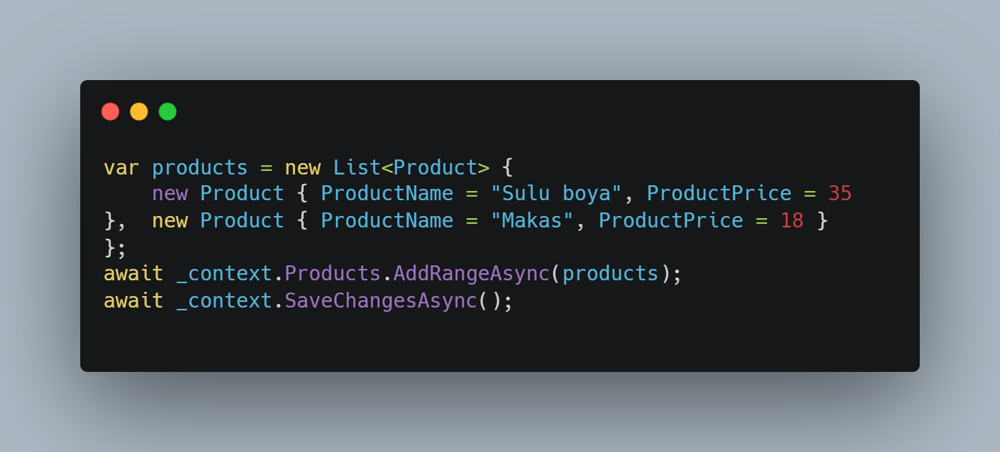 var products = new List<Product> {
    new Product { ProductName = "Sulu boya", ProductPrice = 35
},  new Product { ProductName = "Makas", ProductPrice = 18 }
};
await _context.Products.AddRangeAsync(products);
await _context.SaveChangesAsync();